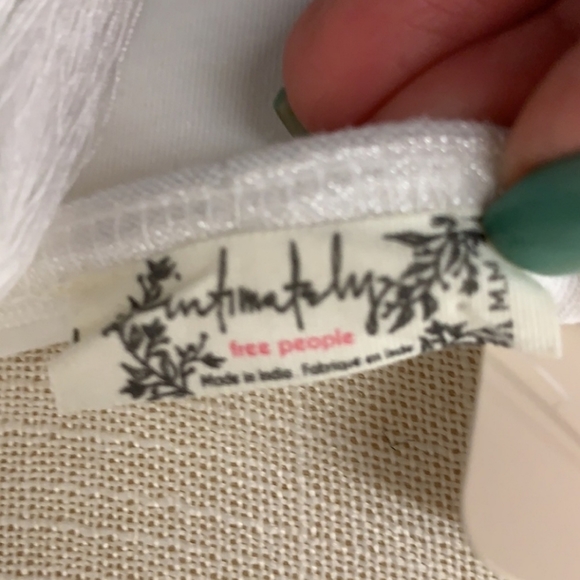 intimately
free people
Made in India. Fabriqué en Inde
M M